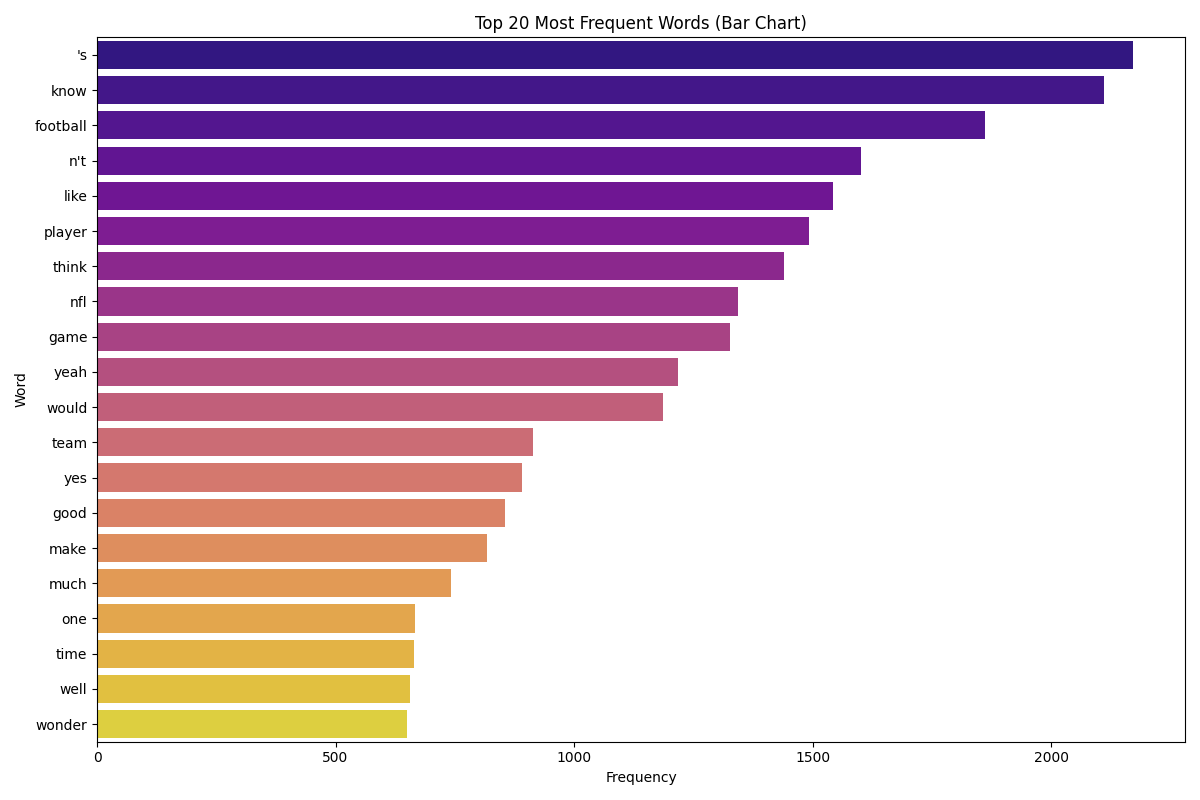 Top 20 Most Frequent Words (Bar Chart)
's
know
football
n't
like
player
think
nfl
game
yeah
would
team
yes
good
make
much
one
time
well
wonder
Word
0 500 1000 1500 2000
Frequency